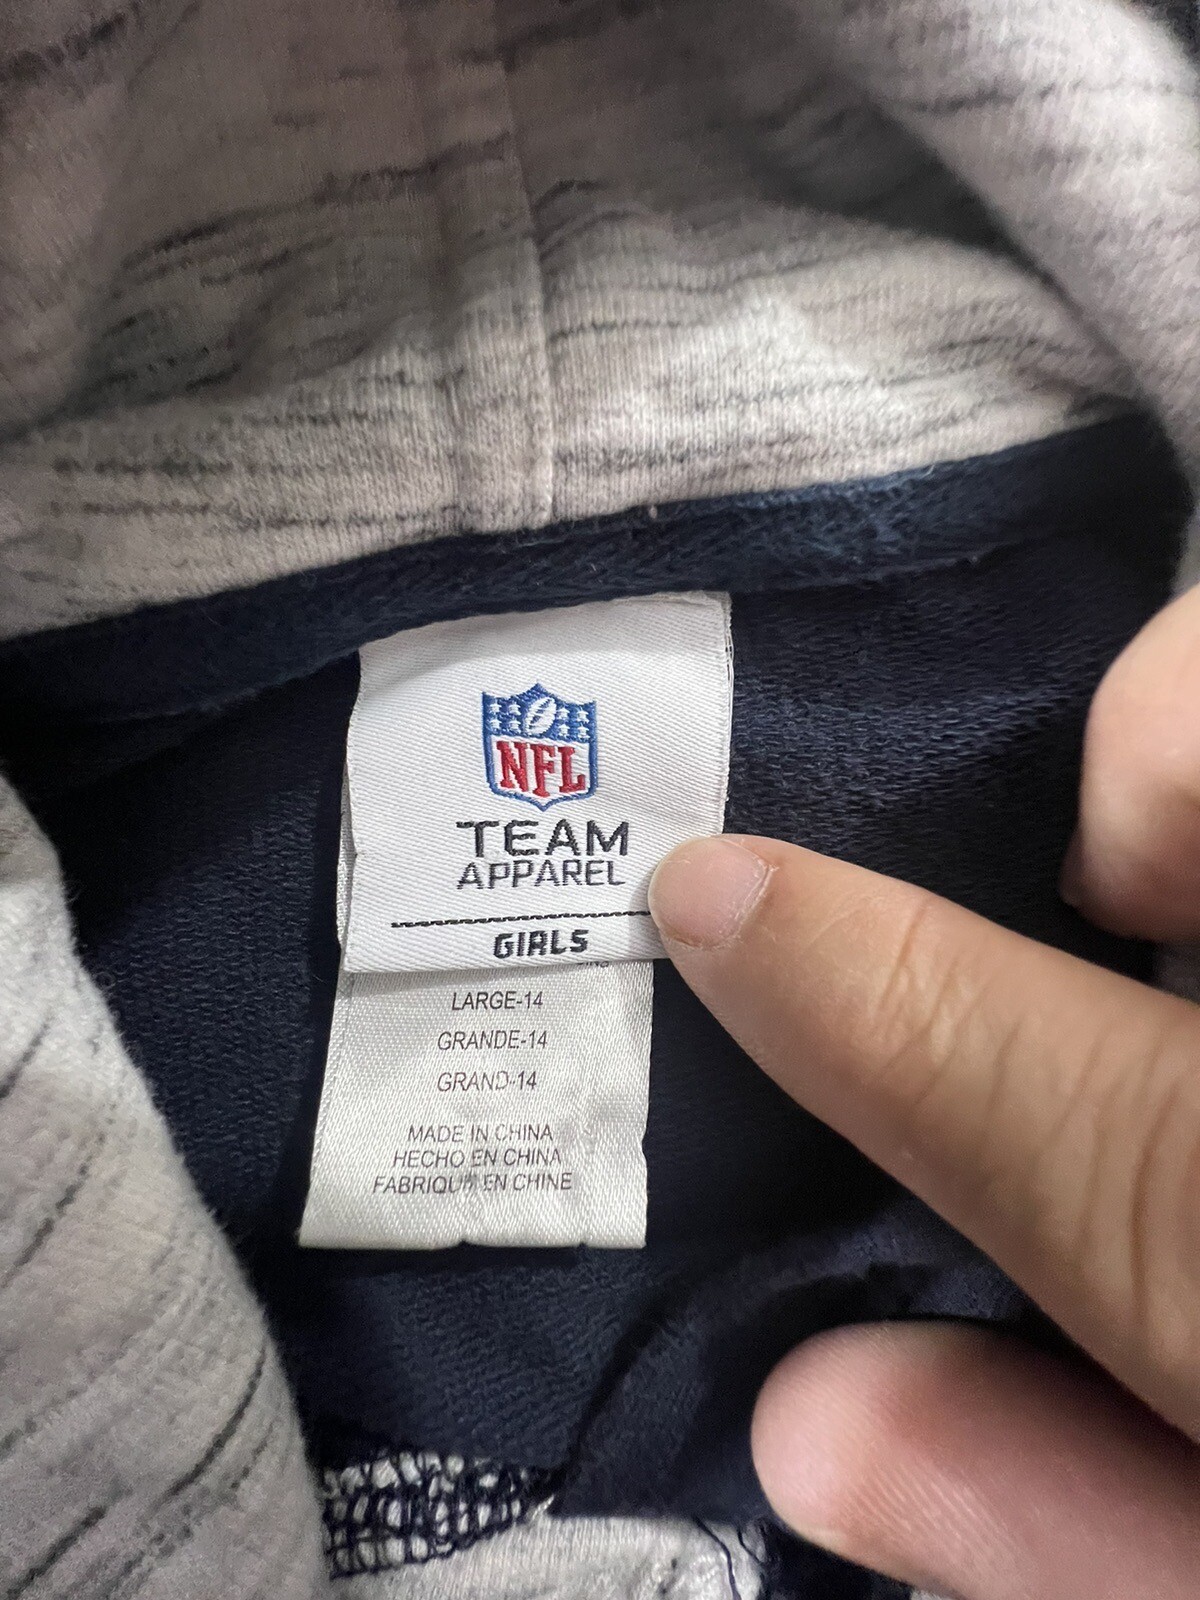 NFL
TEAM
APPAREL
GIRLS
LARGE-14
GRANDE-14
GRAND-14
MADE IN CHINA
HECHO EN CHINA
FABRIQUE EN CHINE